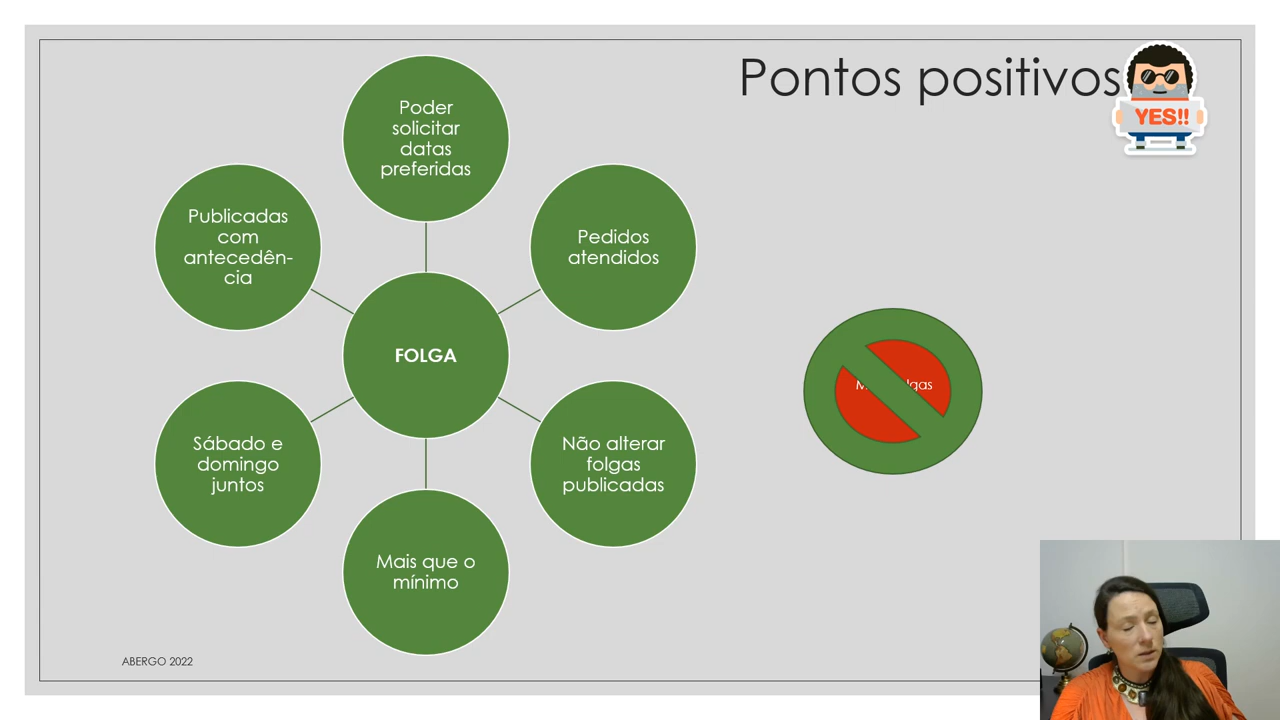 Pontos positivos
YES!!
Poder
solicitar
datas
preferidas
Publicadas
com
antecedên-
cia
Pedidos
atendidos
FOLGA
Sábado e
domingo
juntos
Não alterar
folgas
publicadas
Mais que o
mínimo
ABERGO 2022